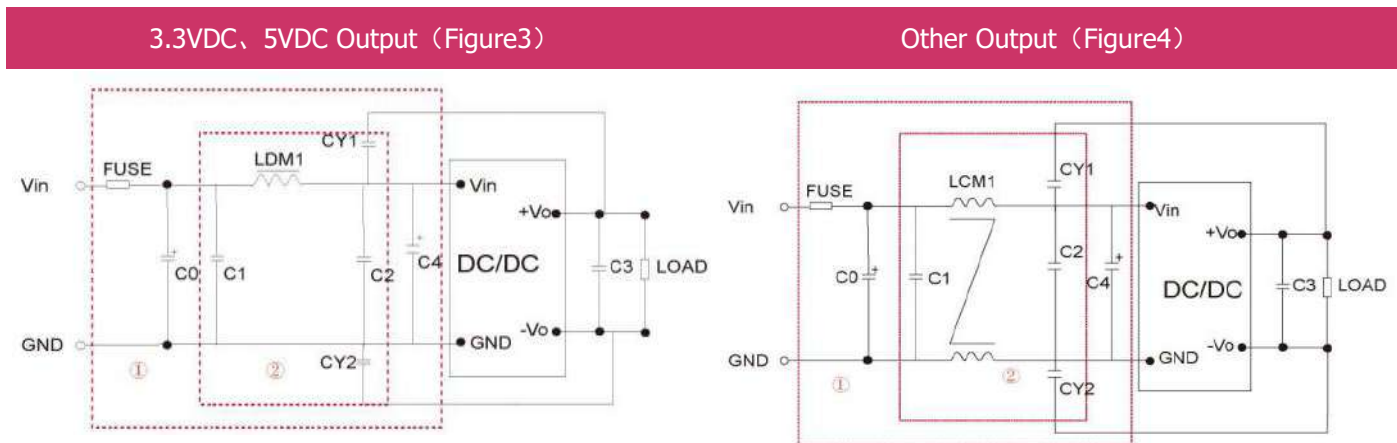 3.3VDC、5VDC Output（Figure3）
Other Output（Figure4）
CY1
LDM1
FUSE
Vin
Vin
+Vo
+
C0
C1
C2
+
C4
DC/DC
C3
LOAD
-Vo
GND
GND
①
②
CY2
CY1
LCM1
FUSE
Vin
Vin
+Vo
C2
C0
+
C1
+
C4
DC/DC
C3
LOAD
-Vo
GND
GND
①
②
CY2